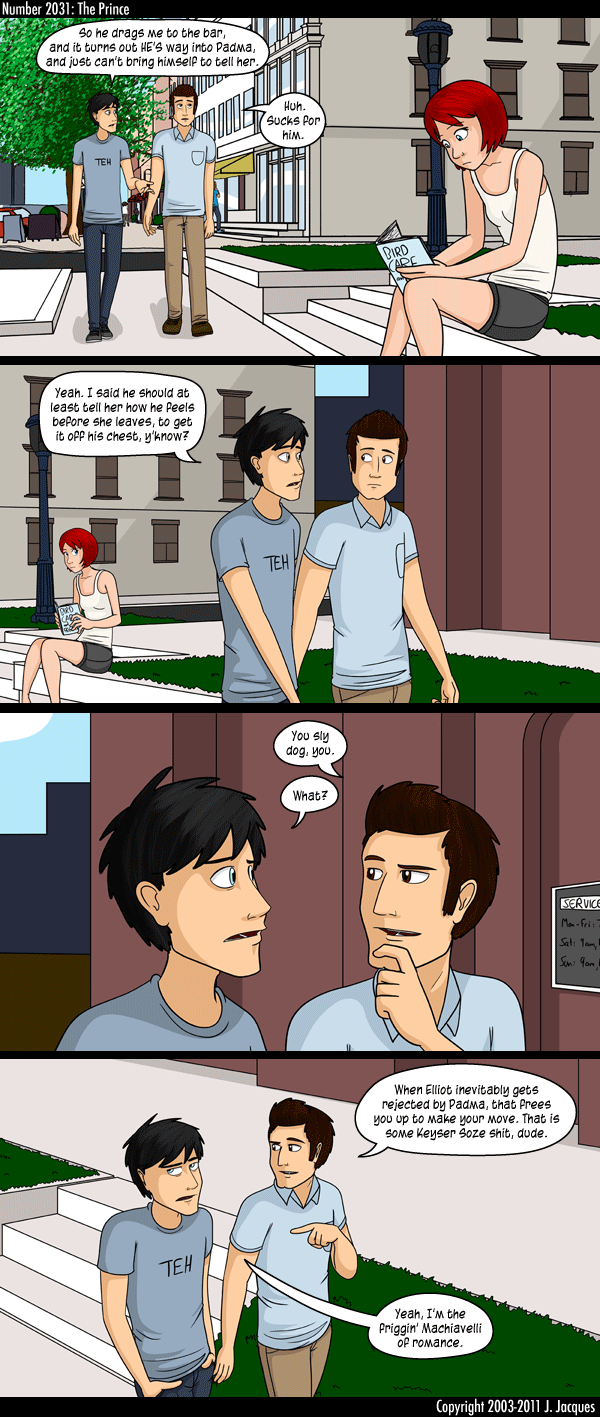 Number 2031: The Prince
So he drags me to the bar,
and it turns out HE'S way into Padma,
and just can't bring himself to tell her.
Huh.
Sucks for
him.
TEH
BIRD
CARE
Yeah. I said he should at
least tell her how he feels
before she leaves, to get
it off his chest, y'know?
TEH
BIRD
CARE
You sly
dog, you.
What?
SERVICE
Mon-Fri: 7
Sat: 9am,
Sun: 9am,
When Elliot inevitably gets
rejected by Padma, that frees
you up to make your move. That is
some Keyser Soze shit, dude.
TEH
Yeah, I'm the
friggin' Machiavelli
of romance.
Copyright 2003-2011 J. Jacques